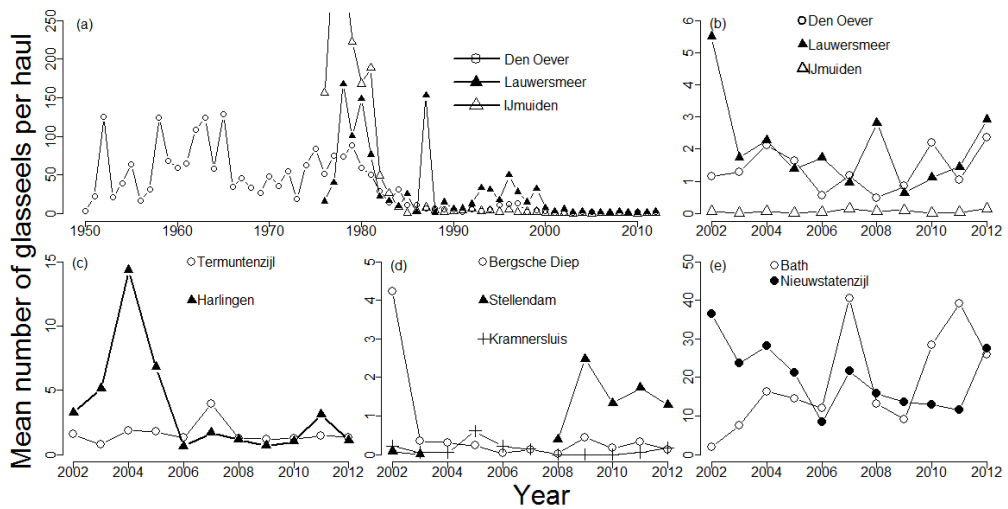 Mean number of glasseels per haul
(a)
250
200
150
100
50
0
Den Oever
Lauwersmeer
IJmuiden
1950 1960 1970 1980 1990 2000 2010
(b)
6
5
4
3
2
1
0
Den Oever
Lauwersmeer
IJmuiden
2002 2004 2006 2008 2010 2012
(c)
15
10
5
0
Termuntenzijl
Harlingen
2002 2004 2006 2008 2010 2012
(d)
5
4
3
2
1
0
Bergsche Diep
Stellendam
Krammersluis
2002 2004 2006 2008 2010 2012
(e)
50
40
30
20
10
0
Bath
Nieuwstatenzijl
2002 2004 2006 2008 2010 2012
Year